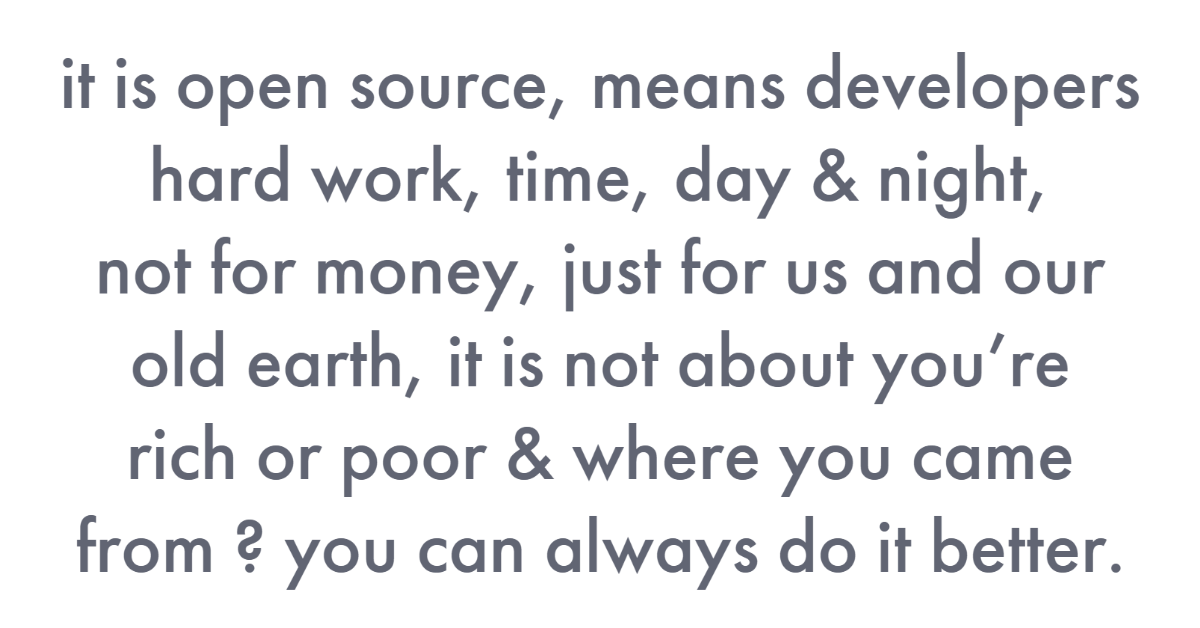 it is open source, means developers
hard work, time, day & night,
not for money, just for us and our
old earth, it is not about you’re
rich or poor & where you came
from ? you can always do it better.